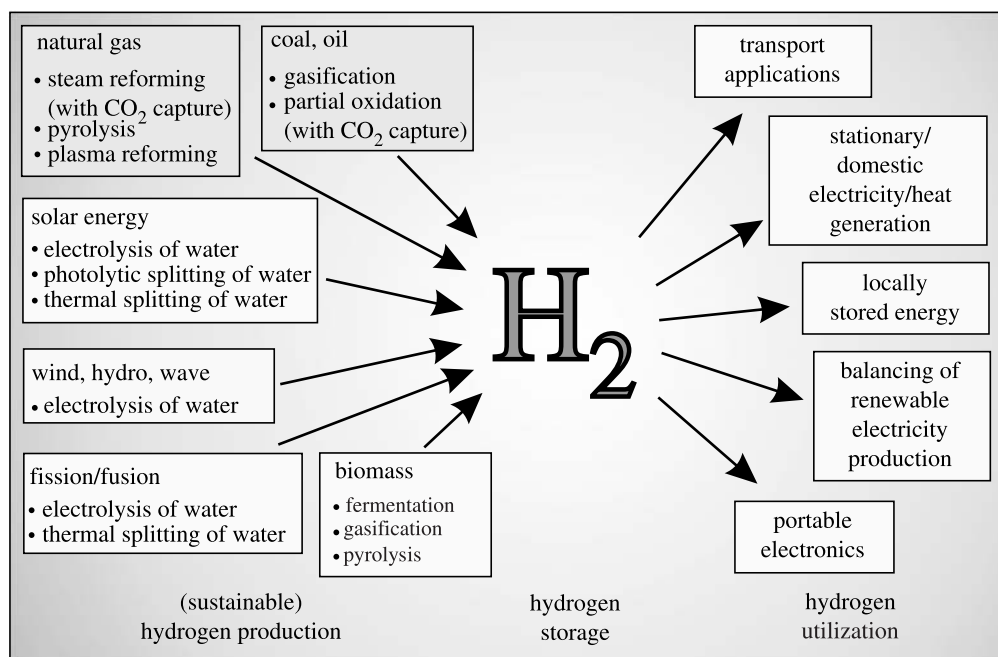 natural gas
• steam reforming
(with CO₂ capture)
• pyrolysis
• plasma reforming
coal, oil
• gasification
• partial oxidation
(with CO₂ capture)
solar energy
• electrolysis of water
• photolytic splitting of water
• thermal splitting of water
wind, hydro, wave
• electrolysis of water
fission/fusion
• electrolysis of water
• thermal splitting of water
biomass
• fermentation
• gasification
• pyrolysis
H₂
transport
applications
stationary/
domestic
electricity/heat
generation
locally
stored energy
balancing of
renewable
electricity
production
portable
electronics
(sustainable)
hydrogen production
hydrogen
storage
hydrogen
utilization